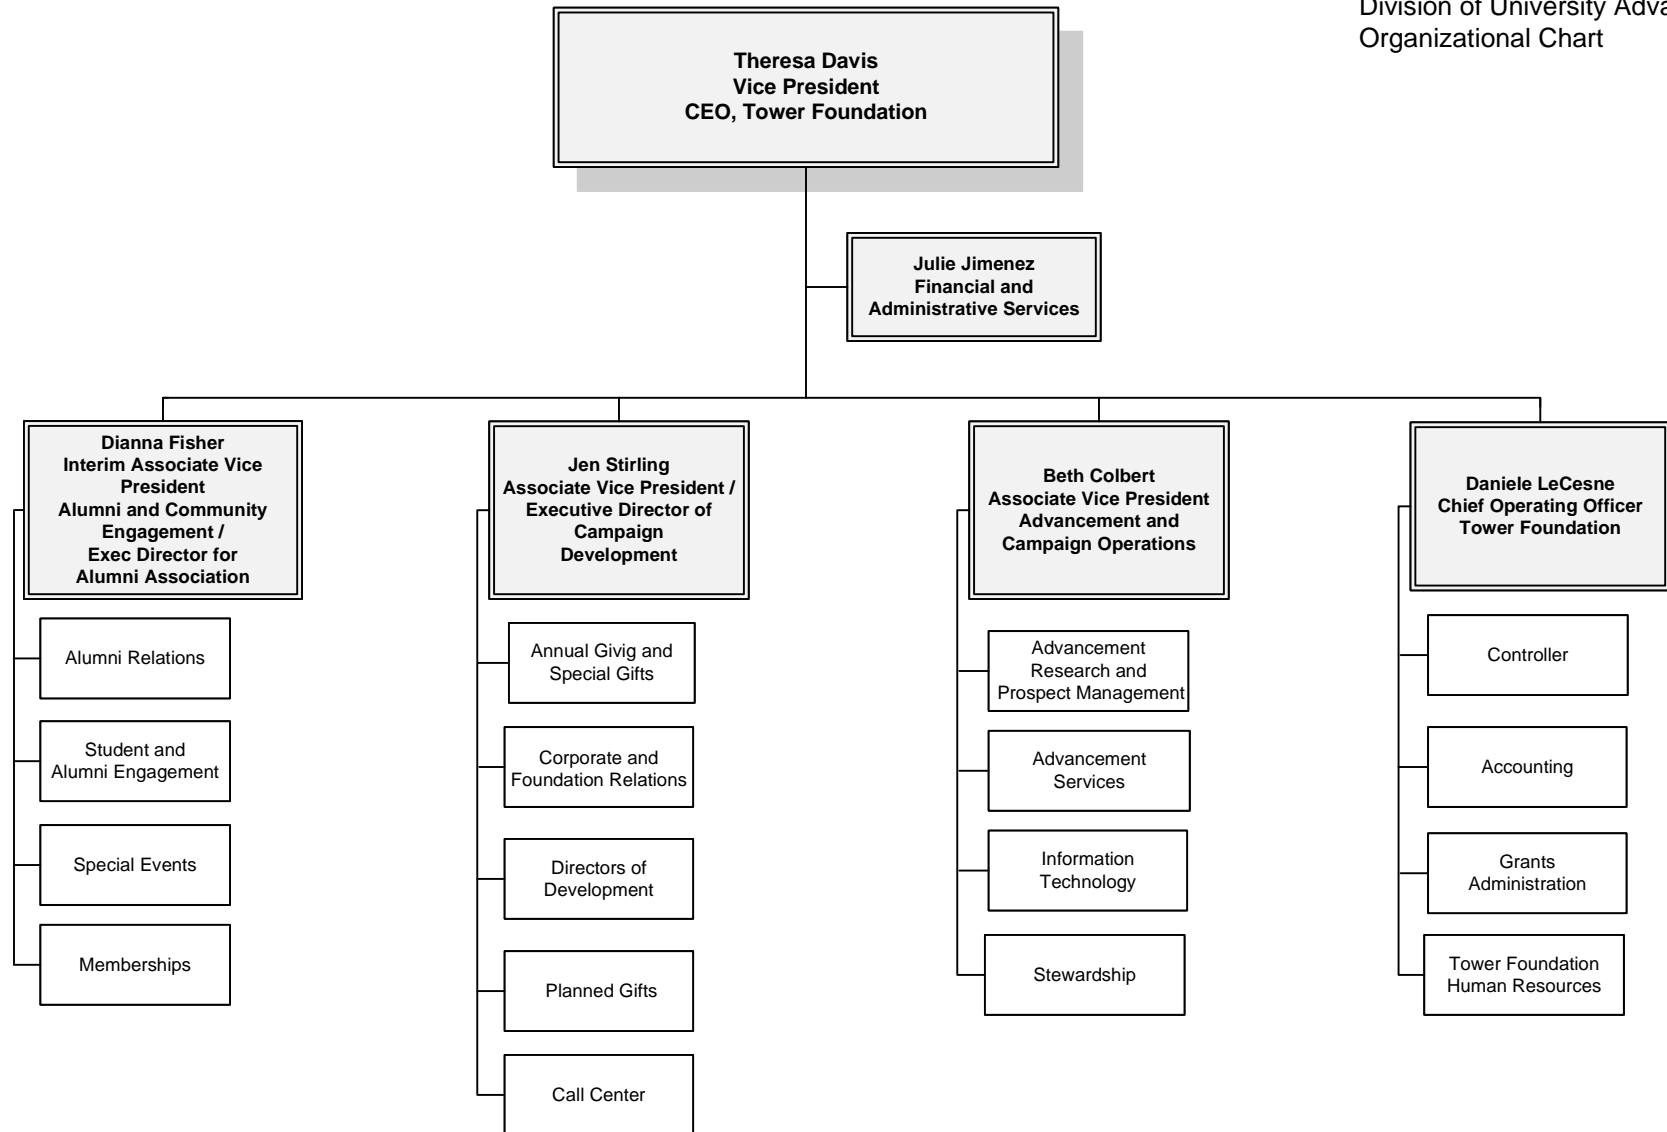 Division of University Adva
Organizational Chart
Theresa Davis
Vice President
CEO, Tower Foundation
Julie Jimenez
Financial and
Administrative Services
Dianna Fisher
Interim Associate Vice
President
Alumni and Community
Engagement /
Exec Director for
Alumni Association
Jen Stirling
Associate Vice President /
Executive Director of
Campaign
Development
Beth Colbert
Associate Vice President
Advancement and
Campaign Operations
Daniele LeCesne
Chief Operating Officer
Tower Foundation
Alumni Relations
Student and
Alumni Engagement
Special Events
Memberships
Annual Givig and
Special Gifts
Corporate and
Foundation Relations
Directors of
Development
Planned Gifts
Call Center
Advancement
Research and
Prospect Management
Advancement
Services
Information
Technology
Stewardship
Controller
Accounting
Grants
Administration
Tower Foundation
Human Resources